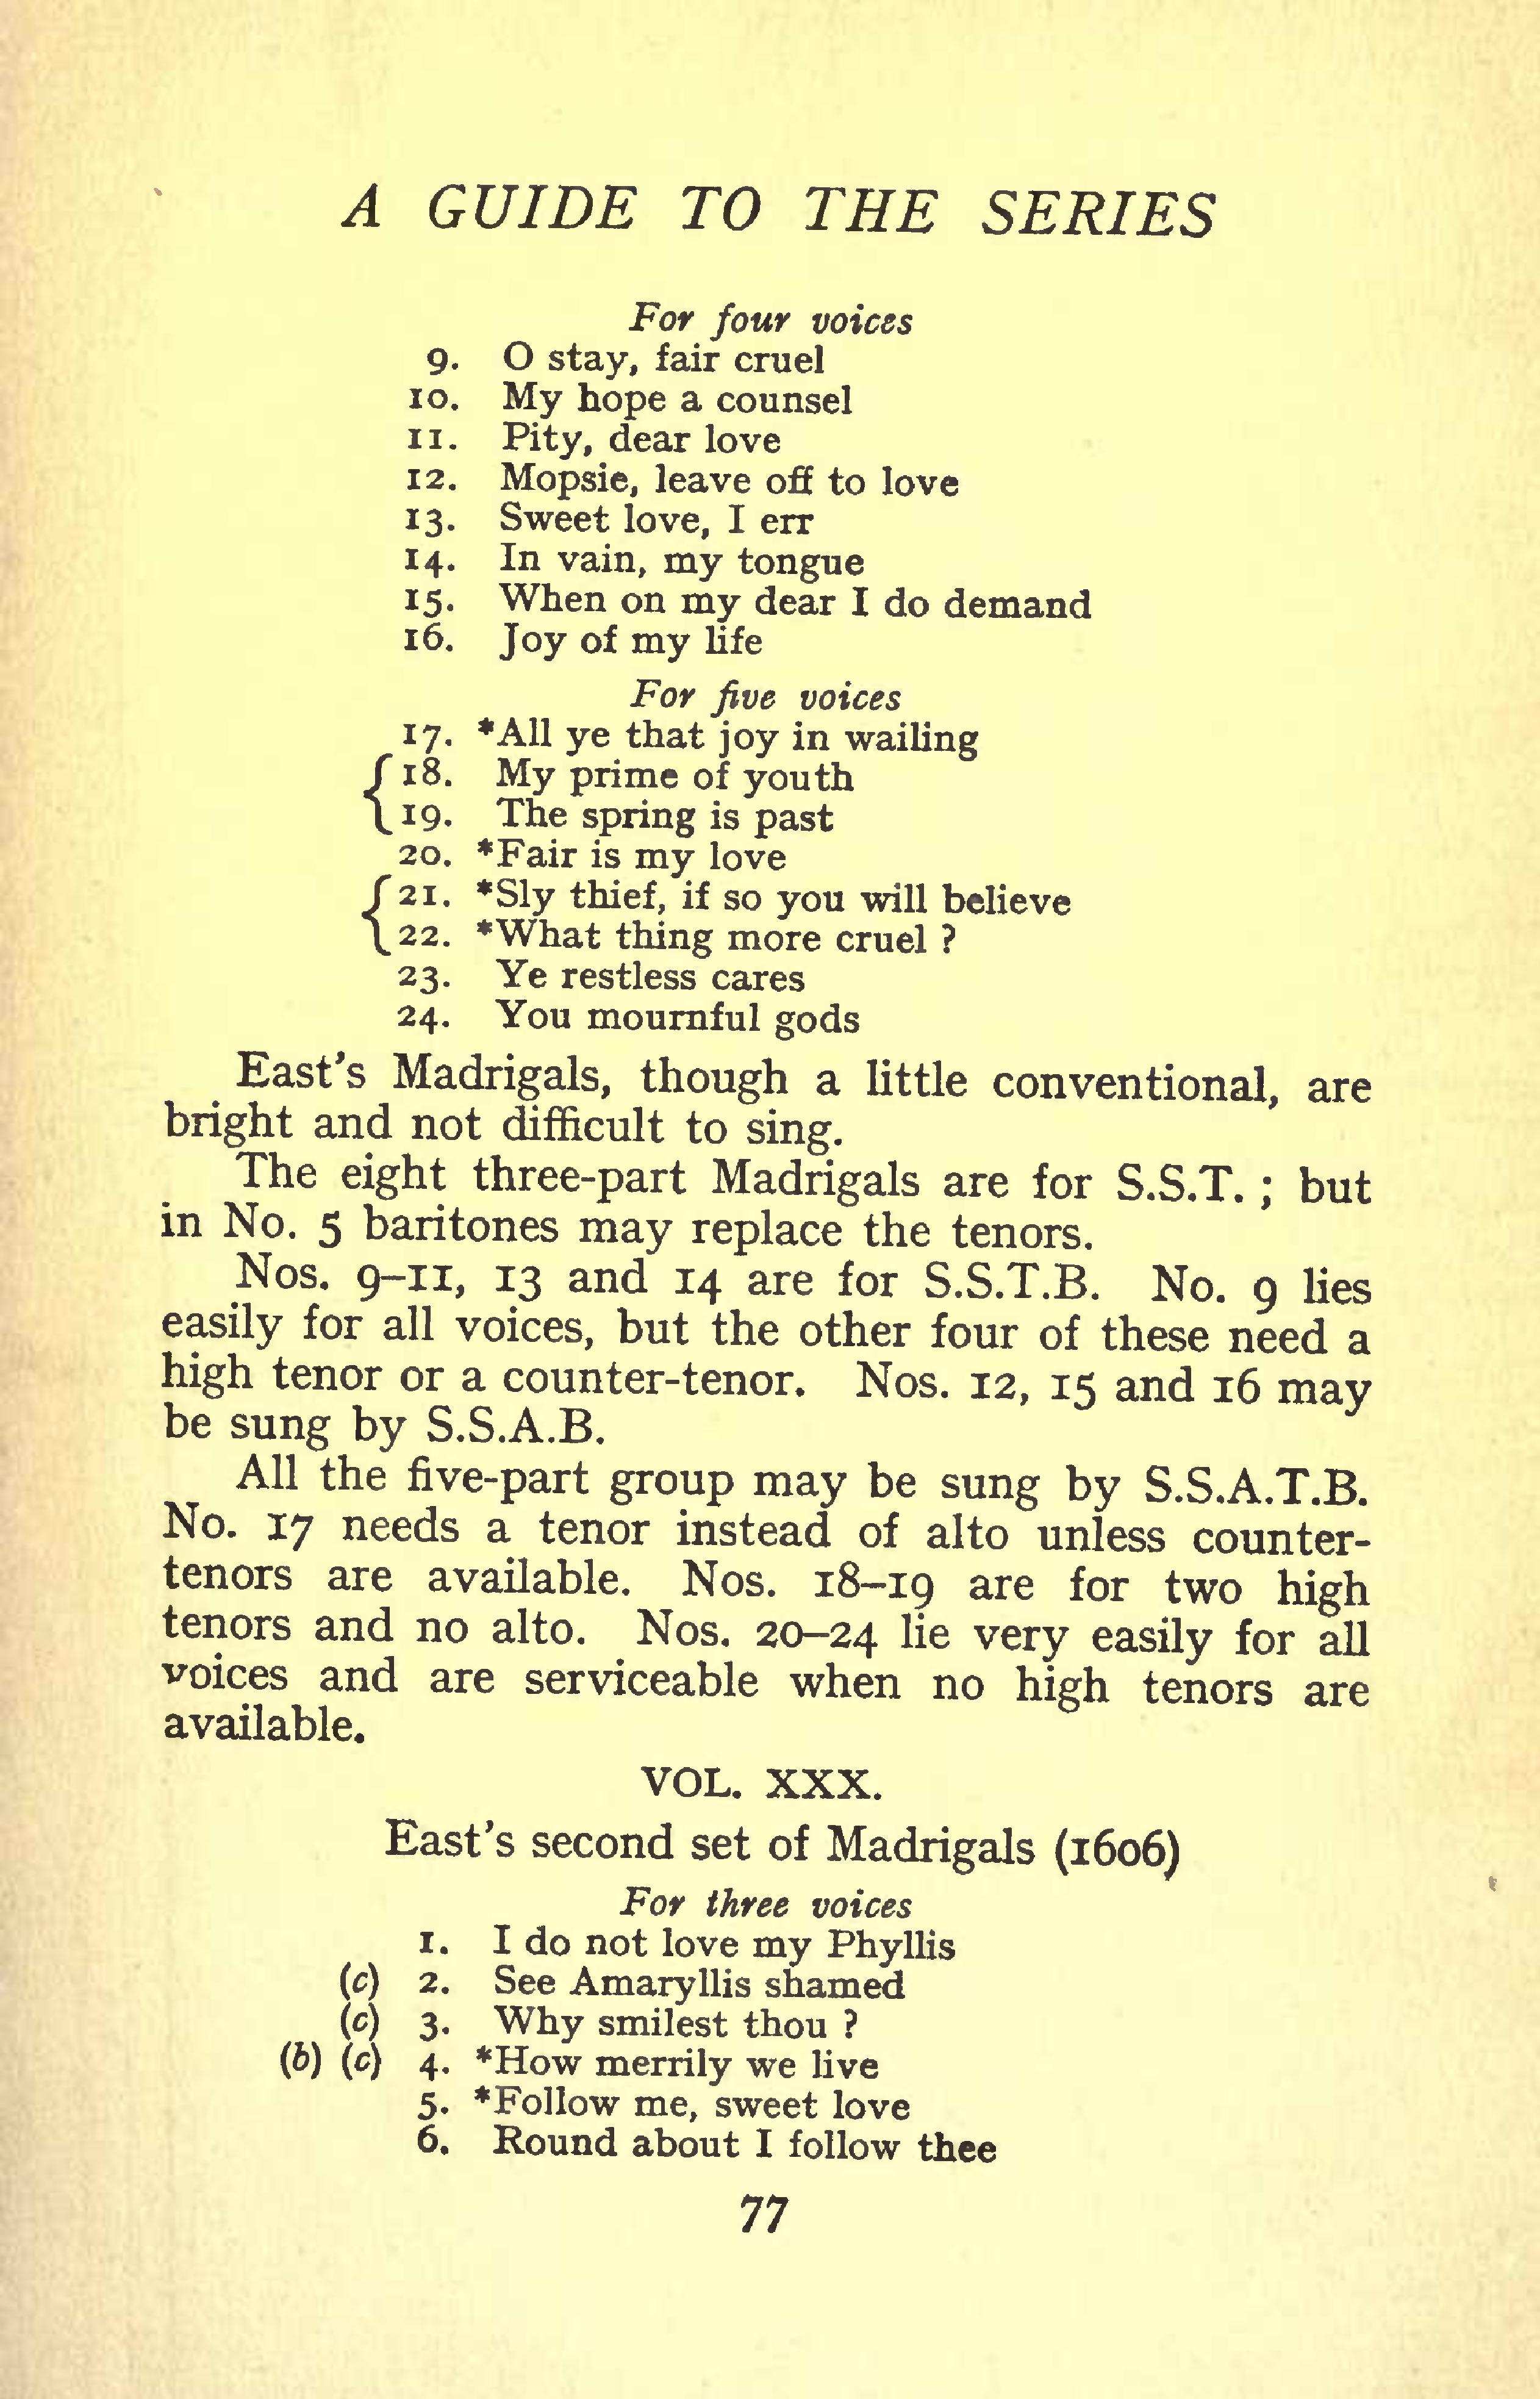 A GUIDE TO THE SERIES
For four voices
9. O stay, fair cruel
10. My hope a counsel
11. Pity, dear love
12. Mopsie, leave off to love
13. Sweet love, I err
14. In vain, my tongue
15. When on my dear I do demand
16. Joy of my life
For five voices
17. *All ye that joy in wailing
18. My prime of youth
19. The spring is past
20. *Fair is my love
21. *Sly thief, if so you will believe
22. *What thing more cruel ?
23. Ye restless cares
24. You mournful gods
East's Madrigals, though a little conventional, are
bright and not difficult to sing.
The eight three-part Madrigals are for S.S.T. ; but
in No. 5 baritones may replace the tenors.
Nos. 9–11, 13 and 14 are for S.S.T.B. No. 9 lies
easily for all voices, but the other four of these need a
high tenor or a counter-tenor. Nos. 12, 15 and 16 may
be sung by S.S.A.B.
All the five-part group may be sung by S.S.A.T.B.
No. 17 needs a tenor instead of alto unless counter-
tenors are available. Nos. 18–19 are for two high
tenors and no alto. Nos. 20–24 lie very easily for all
voices and are serviceable when no high tenors are
available.
VOL. XXX.
East's second set of Madrigals (1606)
For three voices
1. I do not love my Phyllis
(c) 2. See Amaryllis shamed
(c) 3. Why smilest thou ?
(b) (c) 4. *How merrily we live
5. *Follow me, sweet love
6. Round about I follow thee
77